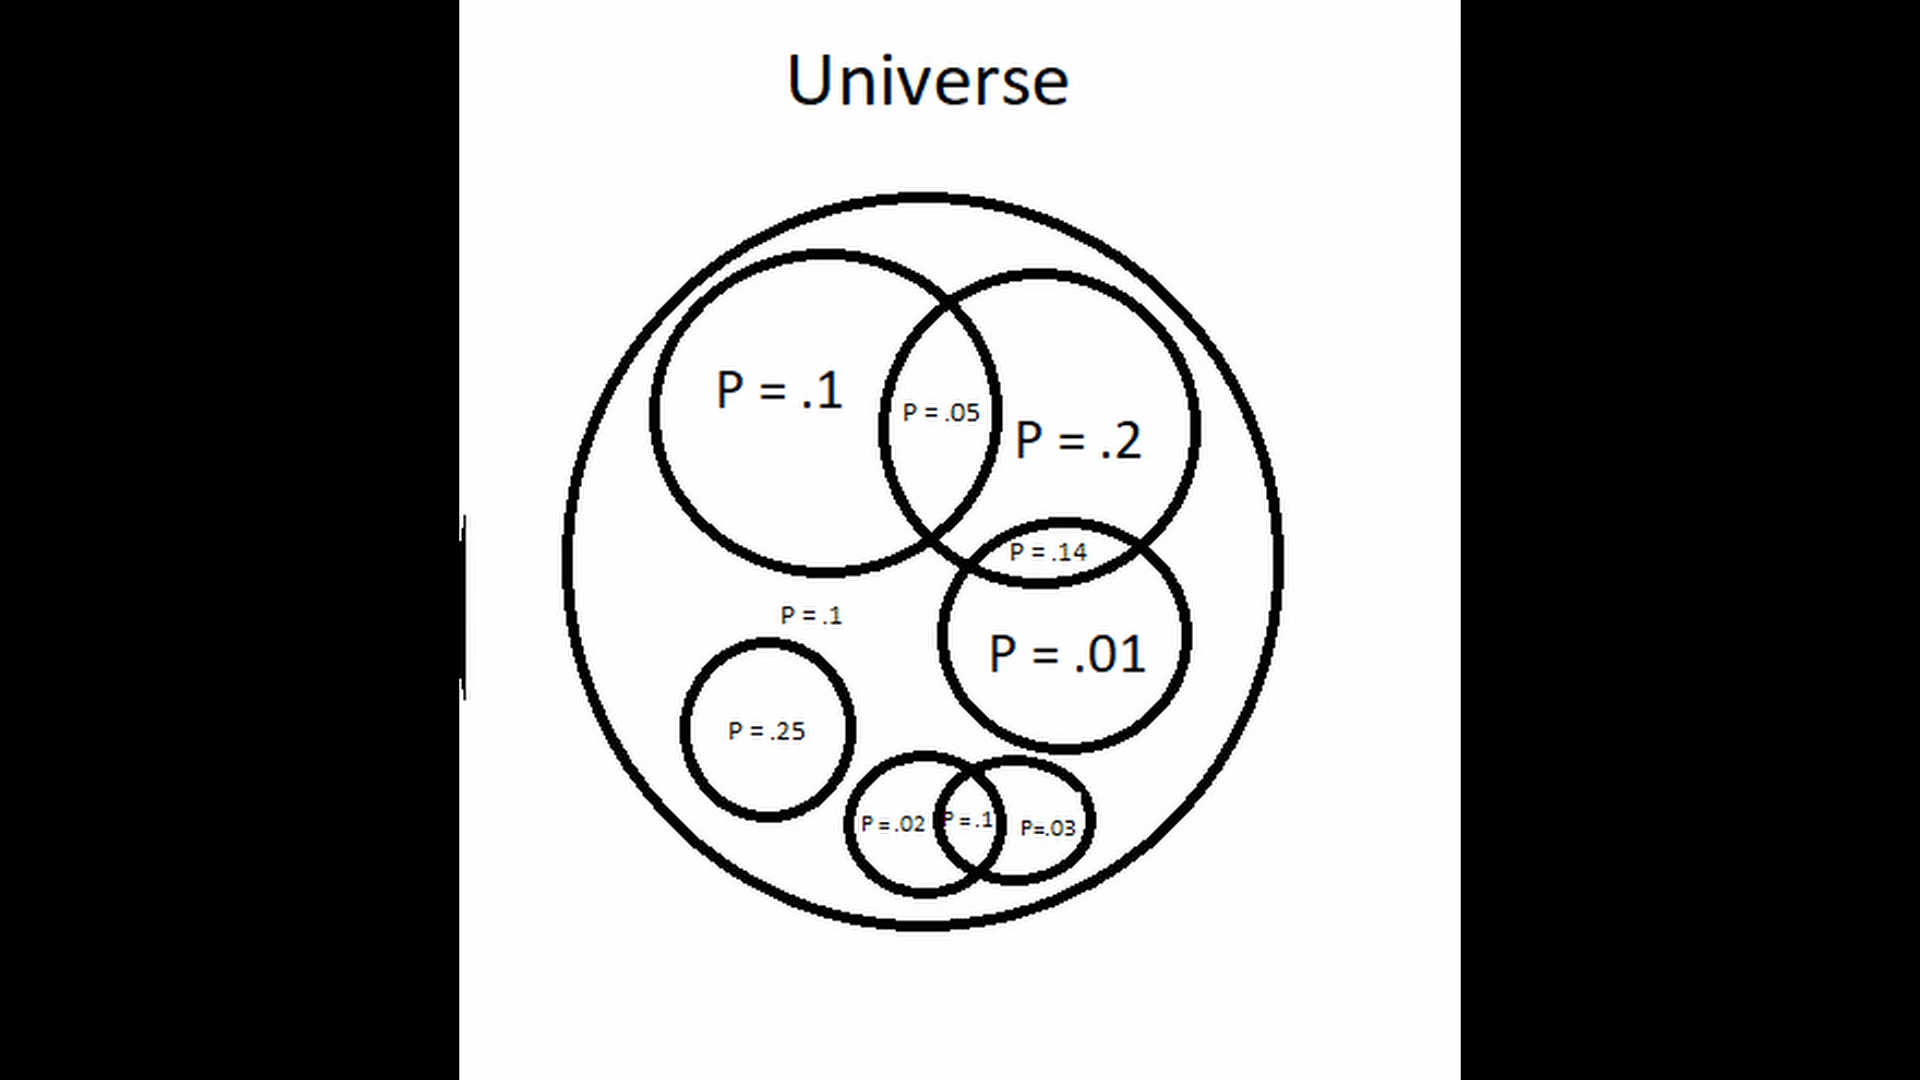 Universe
P = .1
P = .05
P = .2
P = .14
P = .1
P = .01
P = .25
P = .02
P = .1
P=.03